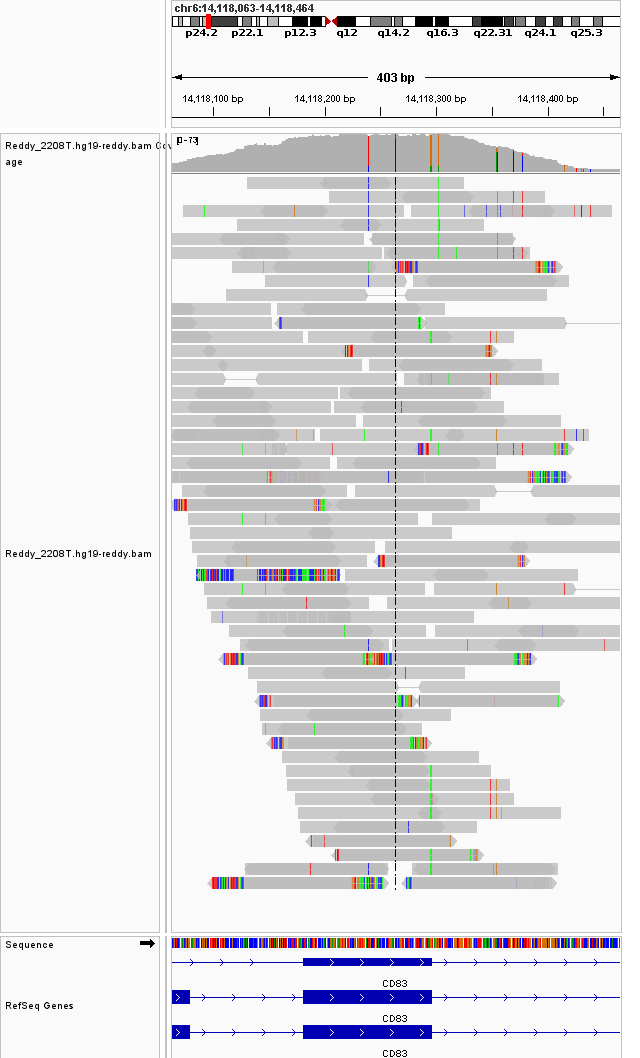 chr6:14,118,063-14,118,464
p24.2 p22.1 p12.3 q12 q14.2 q16.3 q22.31 q24.1 q25.3
403 bp
14,118,100 bp 14,118,200 bp 14,118,300 bp 14,118,400 bp
Reddy_2208T.hg19-reddy.bam Cov
age
[0-73]
Reddy_2208T.hg19-reddy.bam
Sequence
CD83
RefSeq Genes
CD83
CD83